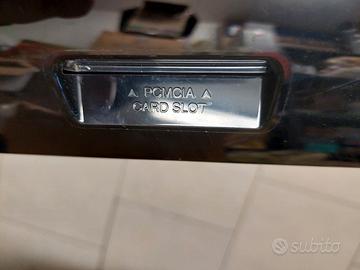 ▲ PCMCIA ▲
CARD SLOT
subito